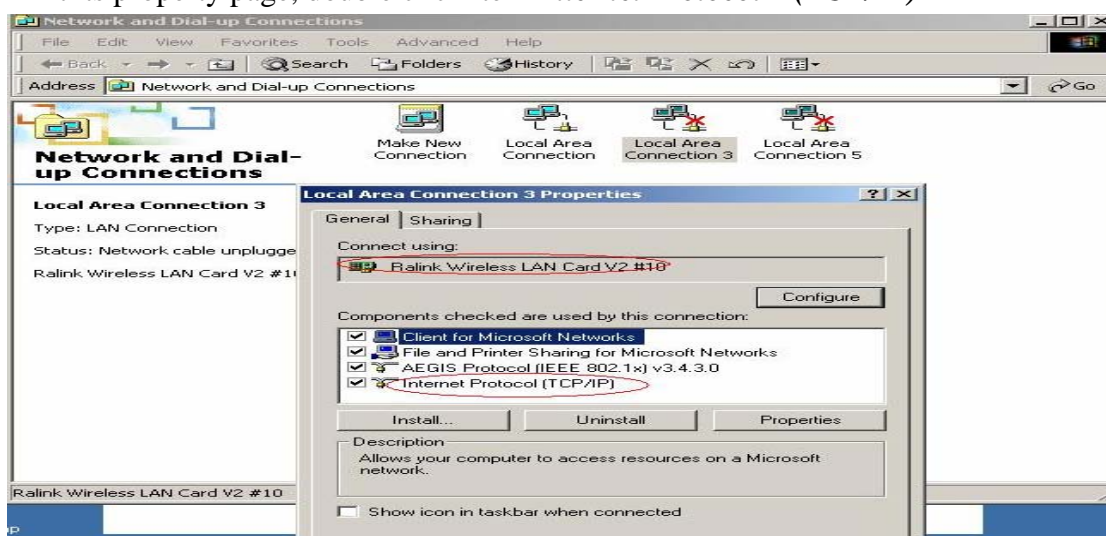 Network and Dial-up Connections
File Edit View Favorites Tools Advanced Help
Back Search Folders History
Address Network and Dial-up Connections Go
Make New Connection
Local Area Connection
Local Area Connection 3
Local Area Connection 5
Network and Dial-
up Connections
Local Area Connection 3
Type: LAN Connection
Status: Network cable unplugge
Ralink Wireless LAN Card V2 #1
Local Area Connection 3 Properties
General Sharing
Connect using:
Ralink Wireless LAN Card V2 #10
Configure
Components checked are used by this connection:
Client for Microsoft Networks
File and Printer Sharing for Microsoft Networks
AEGIS Protocol (IEEE 802.1x) v3.4.3.0
Internet Protocol (TCP/IP)
Install... Uninstall Properties
Description
Allows your computer to access resources on a Microsoft
network.
Show icon in taskbar when connected
Ralink Wireless LAN Card V2 #10